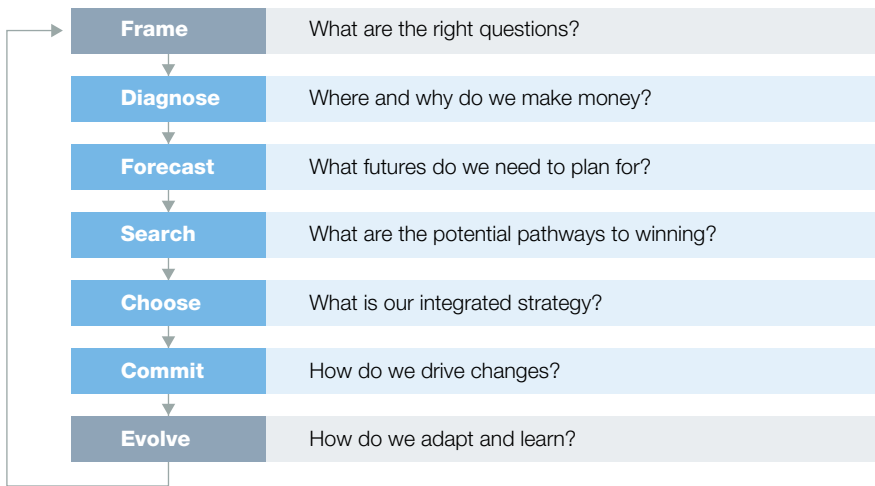 Frame What are the right questions?
Diagnose Where and why do we make money?
Forecast What futures do we need to plan for?
Search What are the potential pathways to winning?
Choose What is our integrated strategy?
Commit How do we drive changes?
Evolve How do we adapt and learn?